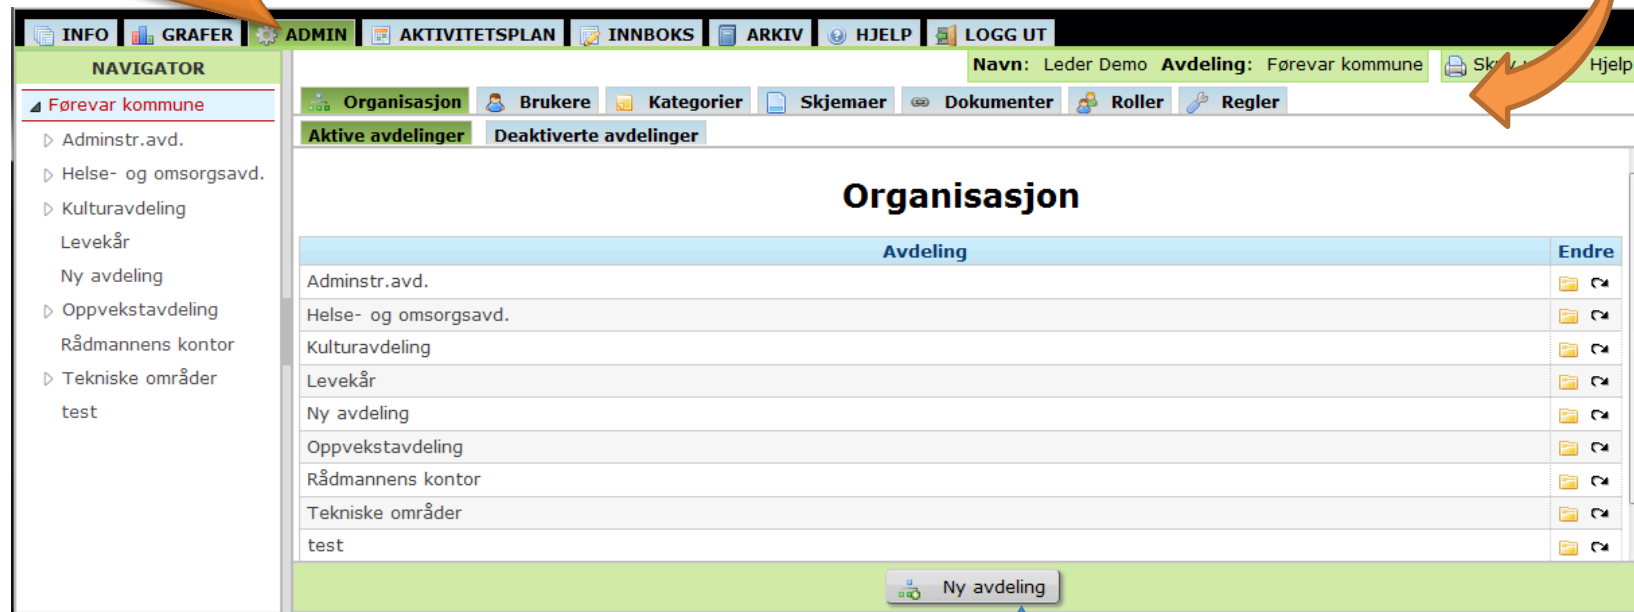 INFO GRAFER ADMIN AKTIVITETSPLAN INNBOKS ARKIV HJELP LOGG UT
NAVIGATOR
Navn: Leder Demo Avdeling: Førevar kommune Hjelp
Førevar kommune
Organisasjon Brukere Kategorier Skjemaer Dokumenter Roller Regler
Adminstr.avd.
Aktive avdelinger Deaktiverte avdelinger
Helse- og omsorgsavd.
Kulturavdeling
Levekår
Ny avdeling
Oppvekstavdeling
Rådmannens kontor
Tekniske områder
test
Organisasjon
Avdeling Endre
Adminstr.avd.
Helse- og omsorgsavd.
Kulturavdeling
Levekår
Ny avdeling
Oppvekstavdeling
Rådmannens kontor
Tekniske områder
test
Ny avdeling